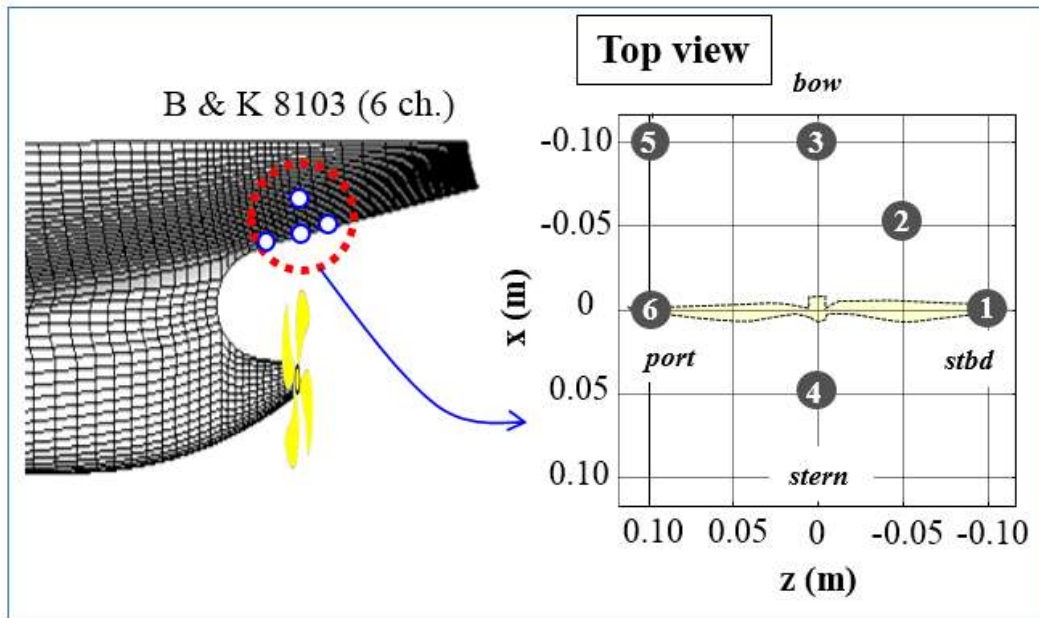 Top view
bow
B & K 8103 (6 ch.)
-0.10
5
3
-0.05
2
x (m)
0
6
1
port
stbd
0.05
4
0.10
stern
0.10 0.05 0 -0.05 -0.10
z (m)